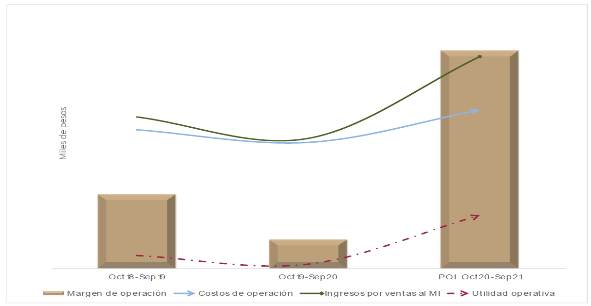 Miles de pesos
Oct18-Sep19 Oct19-Sep20 POI Oct20-Sep21
Margen de operación Costos de operación Ingresos por ventas al MI Utilidad operativa